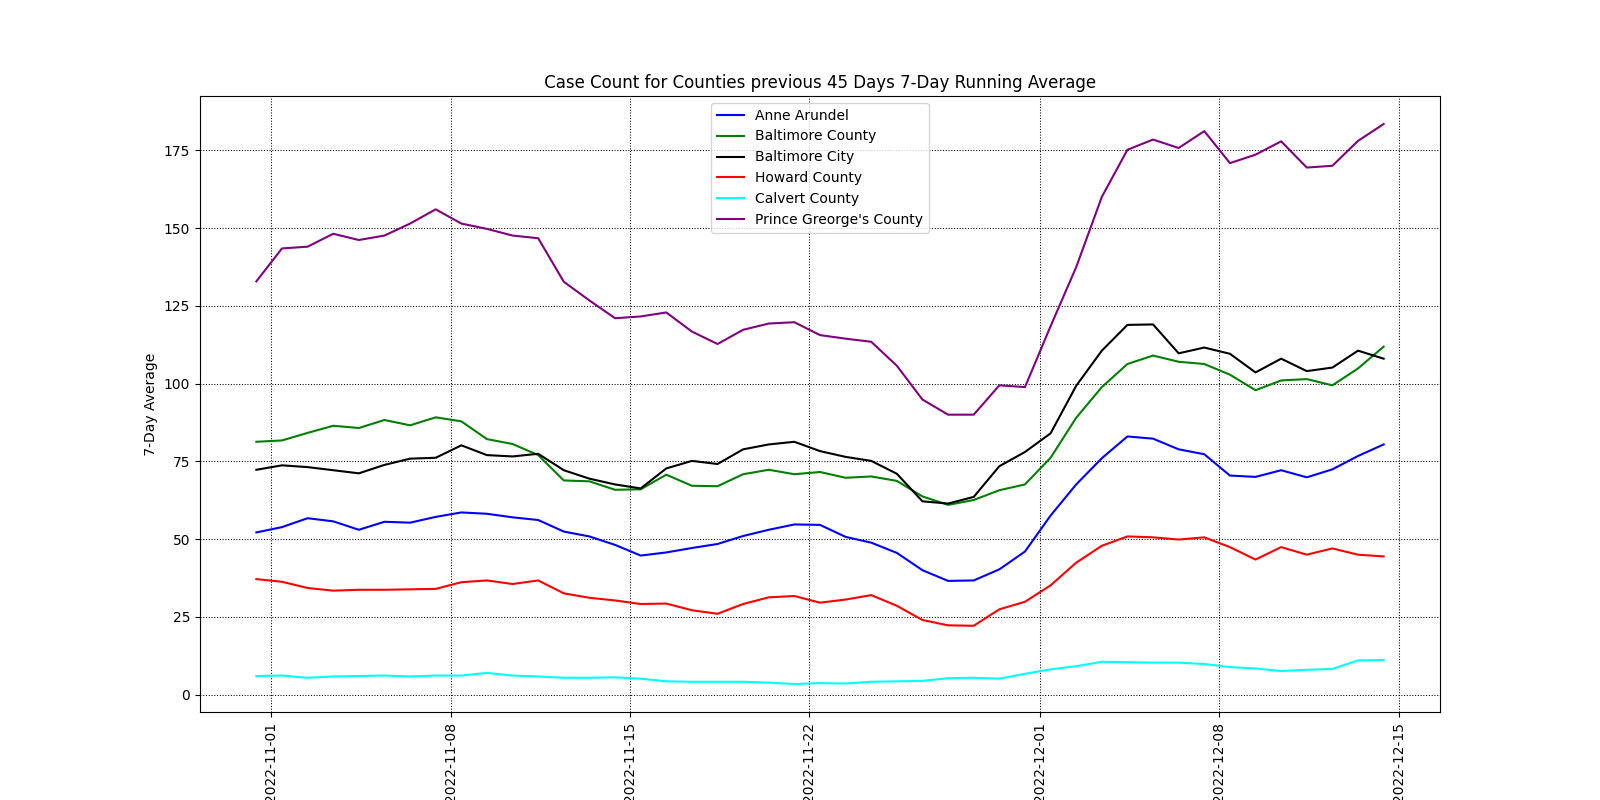 Case Count for Counties previous 45 Days 7-Day Running Average
Anne Arundel
Baltimore County
Baltimore City
Howard County
Calvert County
Prince Greorge's County
7-Day Average
175
150
125
100
75
50
25
0
2022-11-01
2022-11-08
2022-11-15
2022-11-22
2022-12-01
2022-12-08
2022-12-15